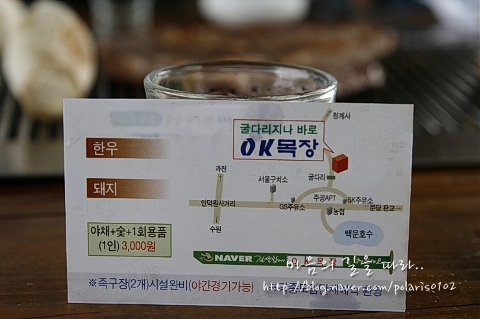 청계사
굴다리지나 바로
OK목장
한우
과천
굴다리
서울구치소
돼지
주공APT
SK주유소
인덕원사거리
GS주유소
농협
분당 판교
야채+숯+1회용품
(1인) 3,000원
수원
백운호수
NAVER
마음의 길을 따라..
※족구장(2개)시설완비(야간경기가능)
http://blog.naver.com/polaris0102